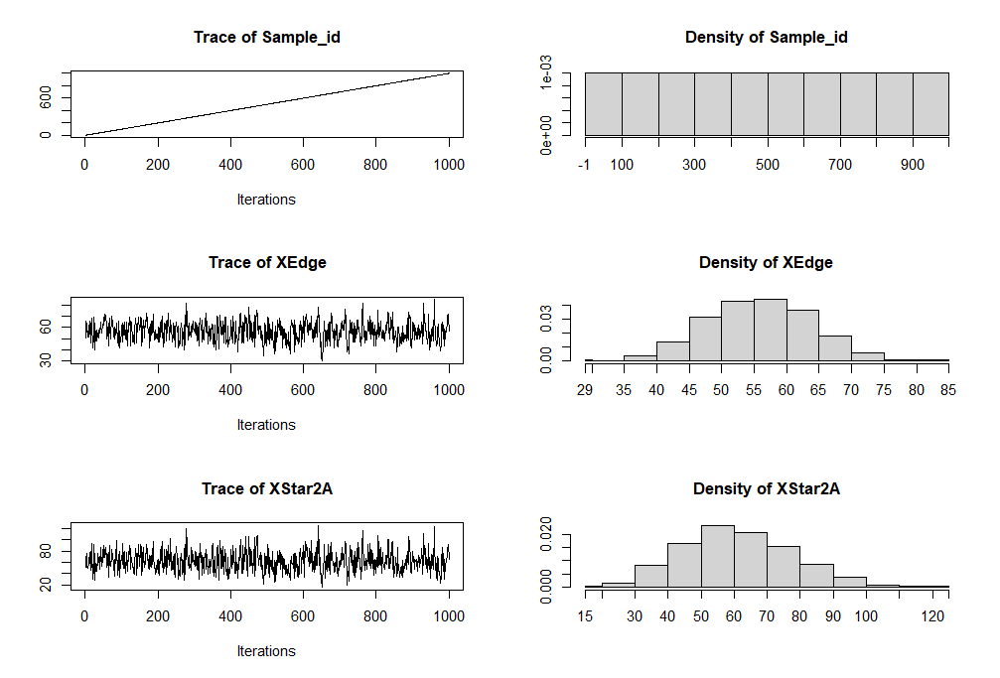 Trace of Sample_id
Density of Sample_id
0 600
0 200 400 600 800 1000
Iterations
0e+00 1e-03
-1 100 300 500 700 900
Trace of XEdge
Density of XEdge
30 60
0 200 400 600 800 1000
Iterations
0.00 0.03
29 35 40 45 50 55 60 65 70 75 80 85
Trace of XStar2A
Density of XStar2A
20 80
0 200 400 600 800 1000
Iterations
0.000 0.020
15 30 40 50 60 70 80 90 100 120